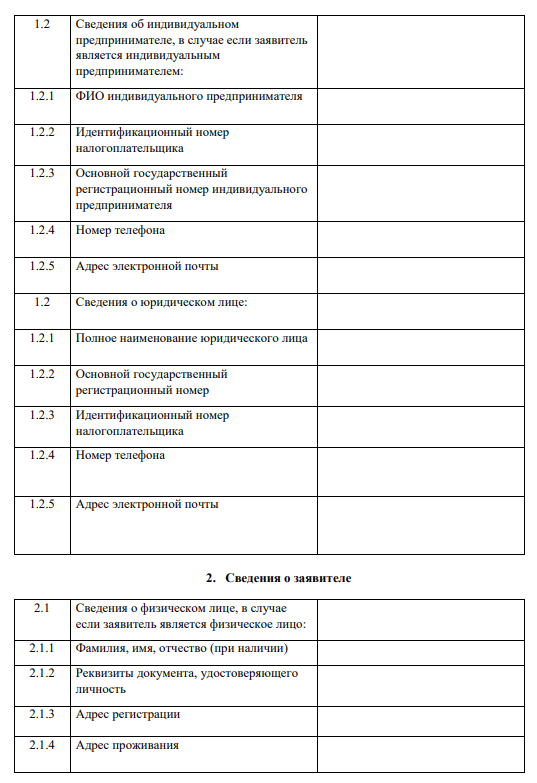 1.2 Сведения об индивидуальном
предпринимателе, в случае если заявитель
является индивидуальным
предпринимателем:
1.2.1 ФИО индивидуального предпринимателя
1.2.2 Идентификационный номер
налогоплательщика
1.2.3 Основной государственный
регистрационный номер индивидуального
предпринимателя
1.2.4 Номер телефона
1.2.5 Адрес электронной почты
1.2 Сведения о юридическом лице:
1.2.1 Полное наименование юридического лица
1.2.2 Основной государственный
регистрационный номер
1.2.3 Идентификационный номер
налогоплательщика
1.2.4 Номер телефона
1.2.5 Адрес электронной почты
2. Сведения о заявителе
2.1 Сведения о физическом лице, в случае
если заявитель является физическое лицо:
2.1.1 Фамилия, имя, отчество (при наличии)
2.1.2 Реквизиты документа, удостоверяющего
личность
2.1.3 Адрес регистрации
2.1.4 Адрес проживания